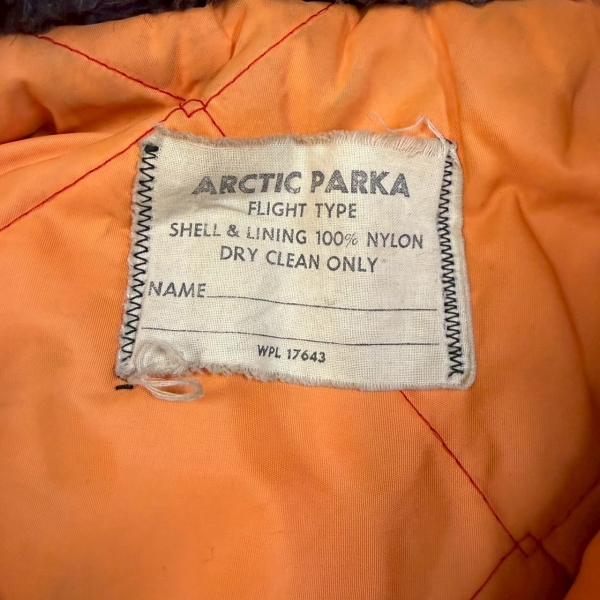 ARCTIC PARKA
FLIGHT TYPE
SHELL & LINING 100% NYLON
DRY CLEAN ONLY
NAME
WPL 17643